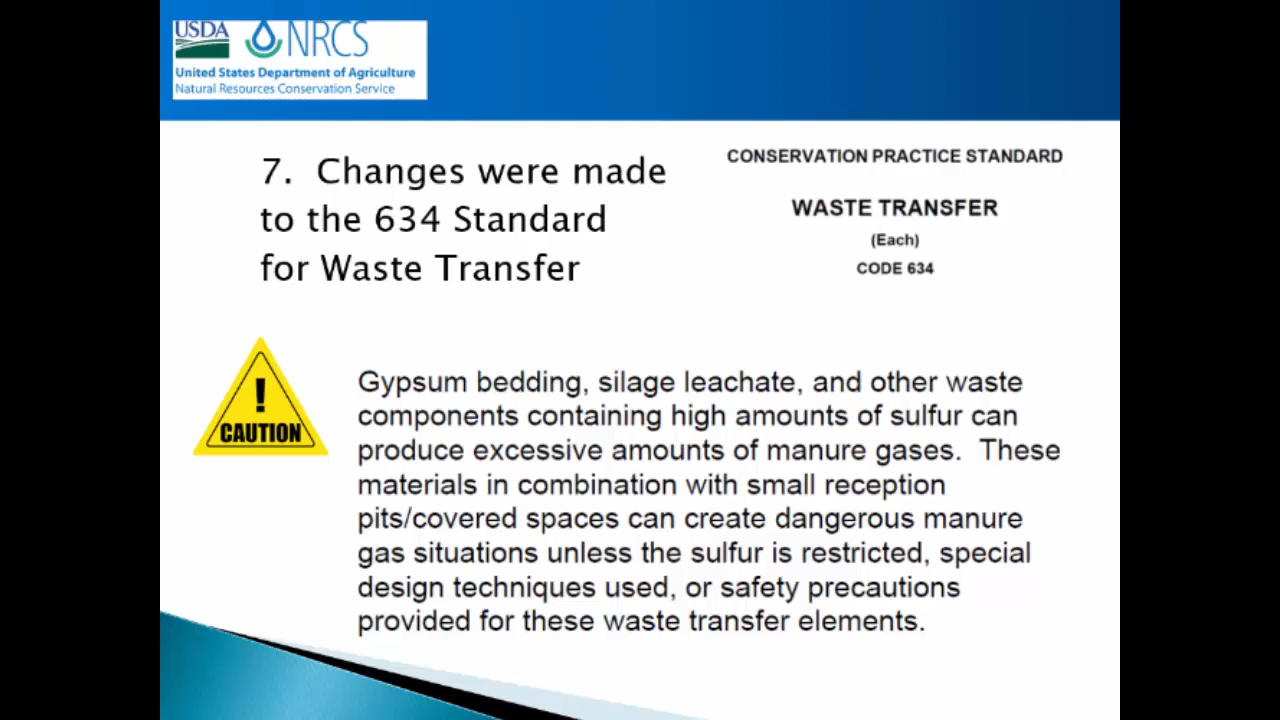 USDA NRCS
United States Department of Agriculture
Natural Resources Conservation Service
7. Changes were made
to the 634 Standard
for Waste Transfer
CONSERVATION PRACTICE STANDARD
WASTE TRANSFER
(Each)
CODE 634
!
CAUTION
Gypsum bedding, silage leachate, and other waste
components containing high amounts of sulfur can
produce excessive amounts of manure gases. These
materials in combination with small reception
pits/covered spaces can create dangerous manure
gas situations unless the sulfur is restricted, special
design techniques used, or safety precautions
provided for these waste transfer elements.